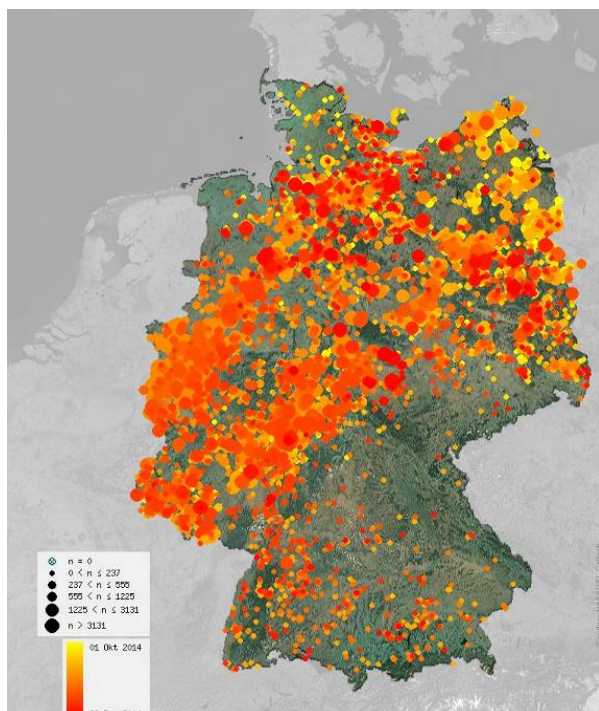 n = 0
0 < n ≤ 237
237 < n ≤ 555
555 < n ≤ 1225
1225 < n ≤ 3131
n > 3131
01 Okt 2014